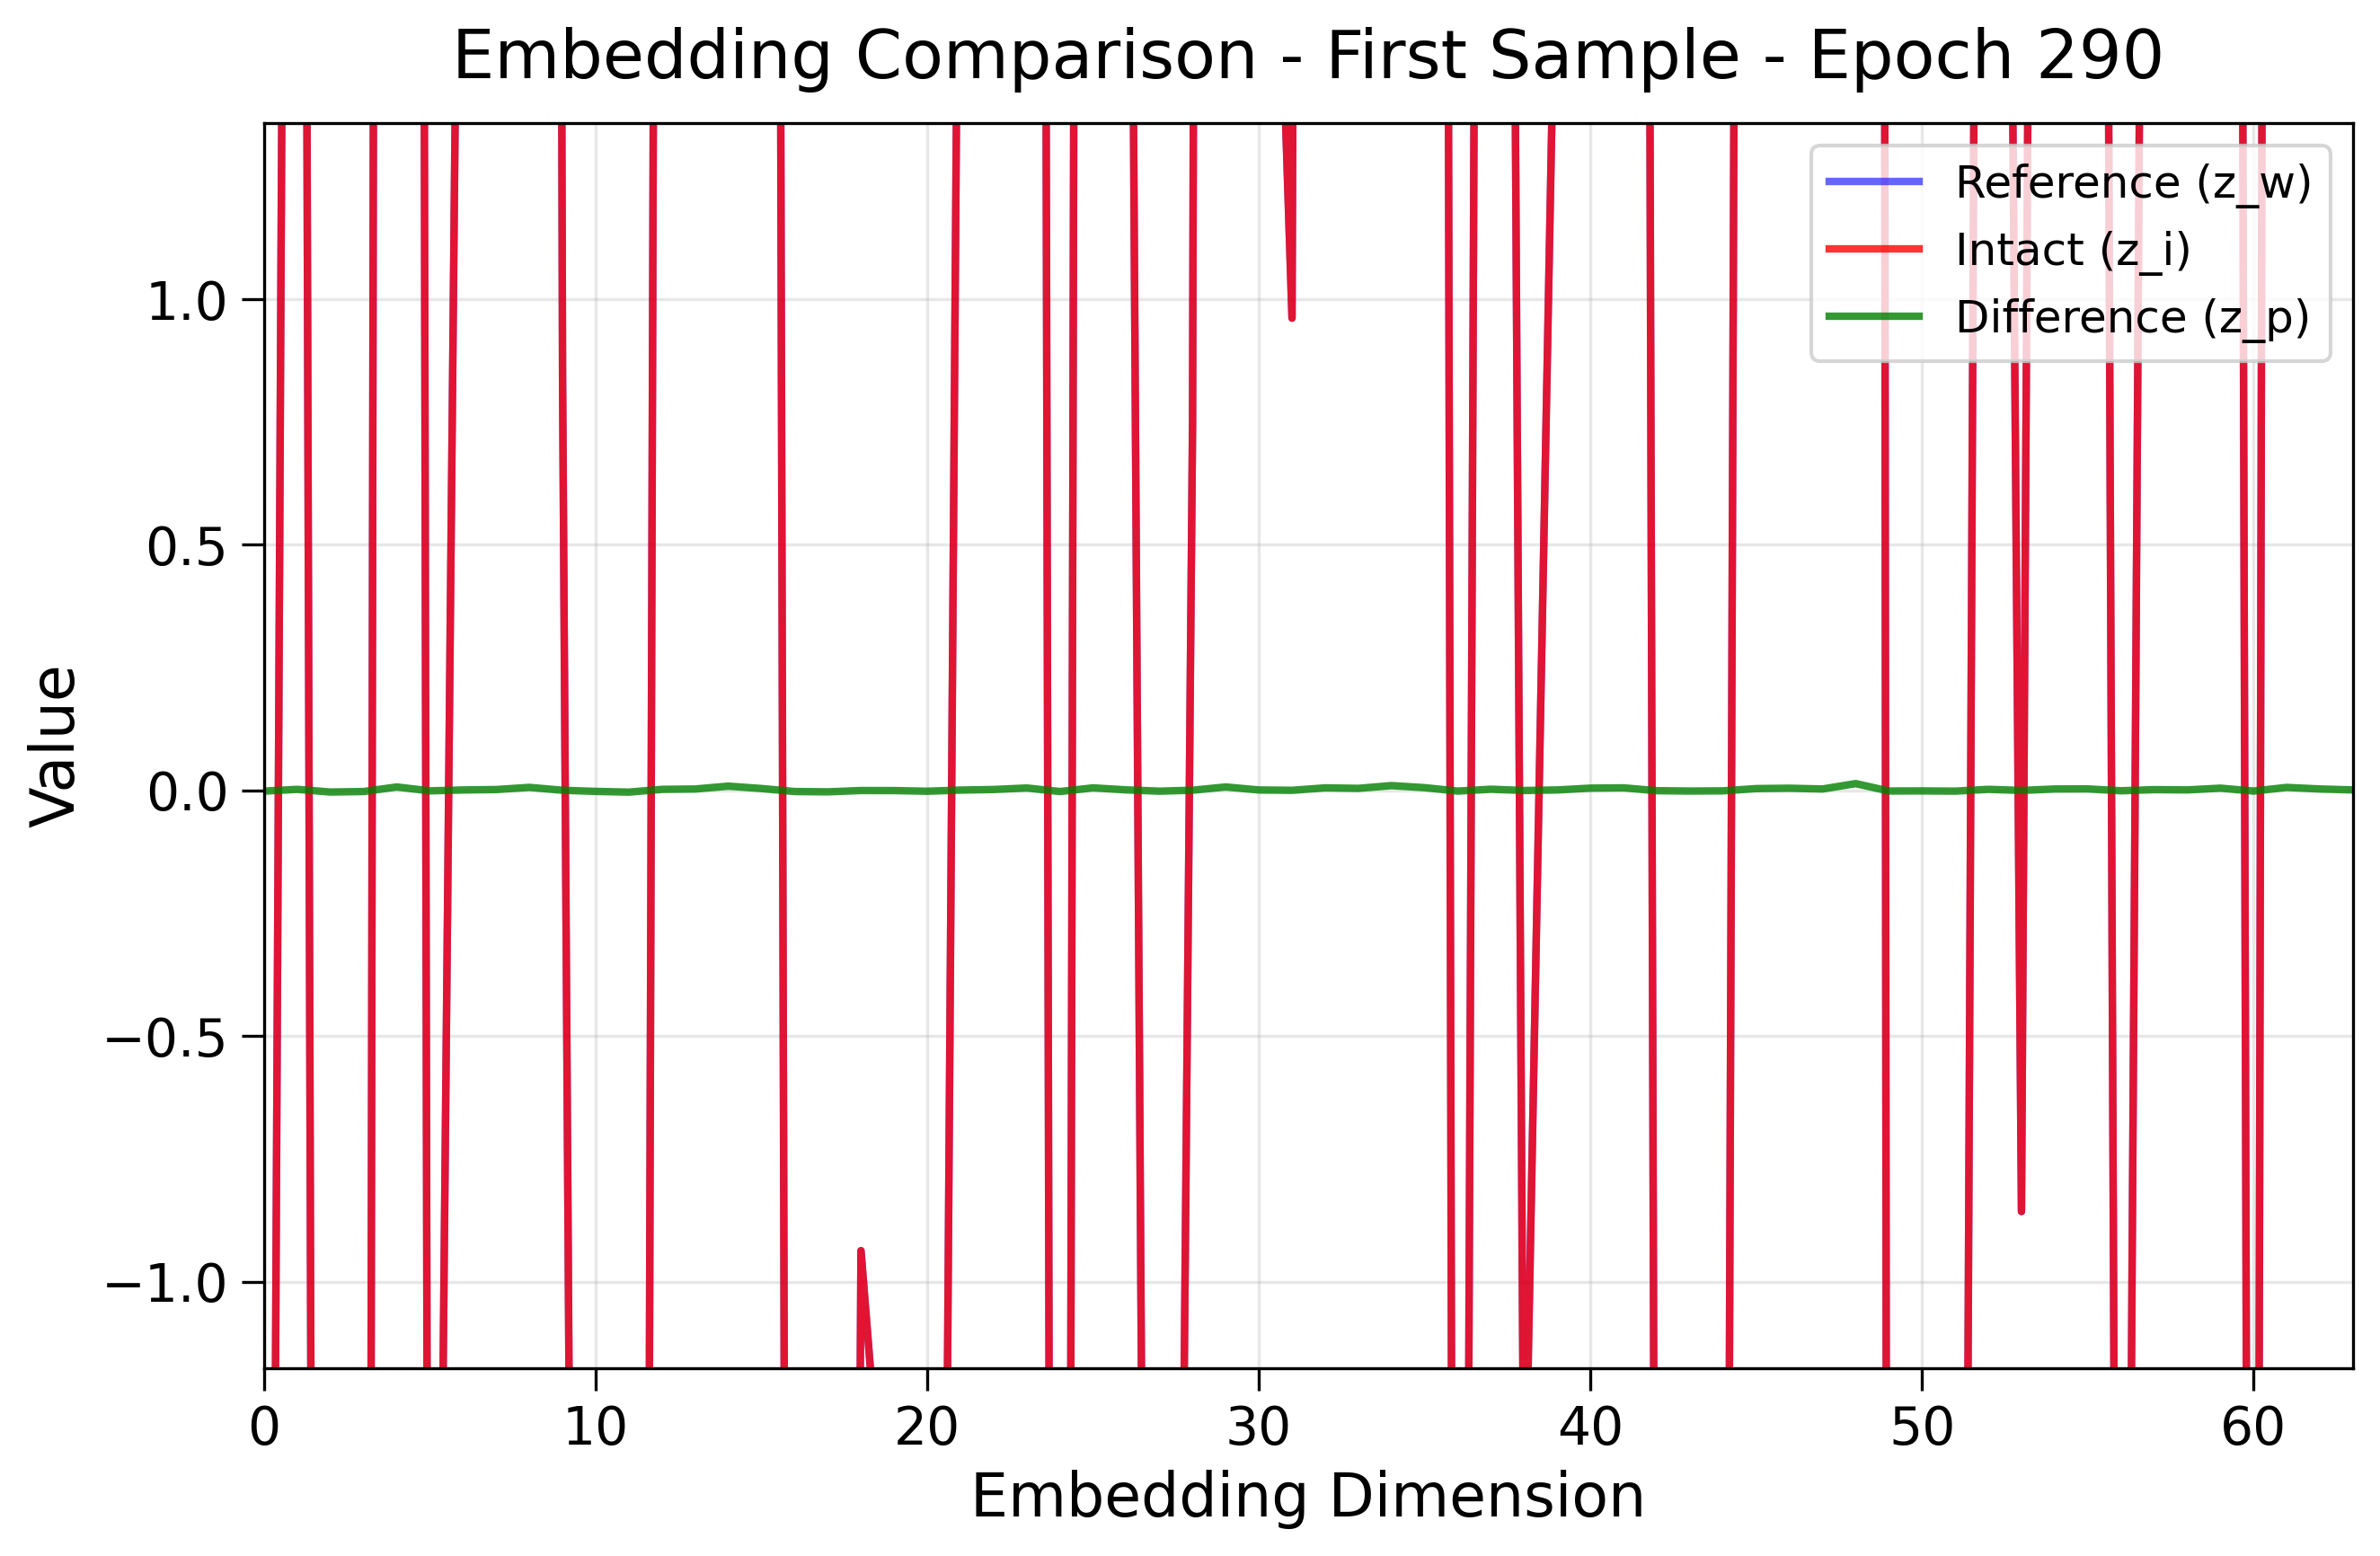 Embedding Comparison - First Sample - Epoch 290
Reference (z_w)
Intact (z_i)
Difference (z_p)
Value
1.0
0.5
0.0
−0.5
−1.0
0 10 20 30 40 50 60
Embedding Dimension